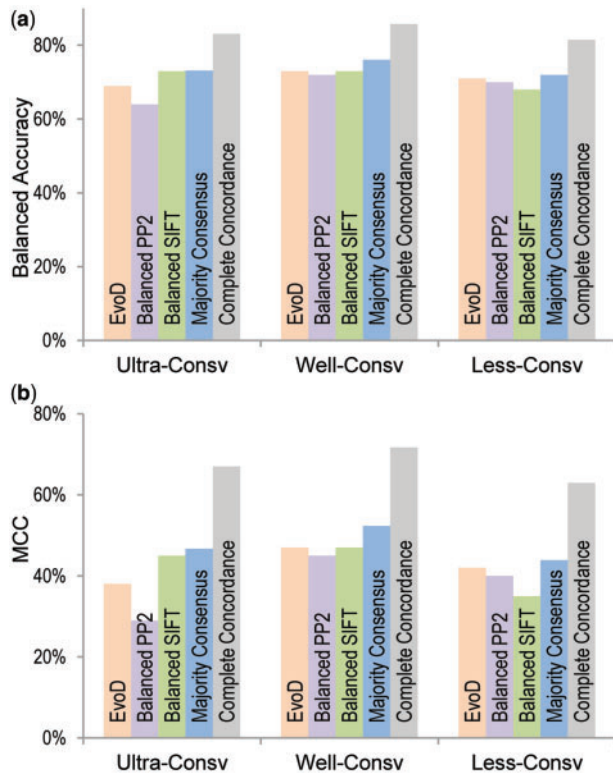 (a)
Balanced Accuracy
80%
60%
40%
20%
0%
EvoD
Balanced PP2
Balanced SIFT
Majority Consensus
Complete Concordance
EvoD
Balanced PP2
Balanced SIFT
Majority Consensus
Complete Concordance
EvoD
Balanced PP2
Balanced SIFT
Majority Consensus
Complete Concordance
Ultra-Consv
Well-Consv
Less-Consv
(b)
MCC
80%
60%
40%
20%
0%
EvoD
Balanced PP2
Balanced SIFT
Majority Consensus
Complete Concordance
EvoD
Balanced PP2
Balanced SIFT
Majority Consensus
Complete Concordance
EvoD
Balanced PP2
Balanced SIFT
Majority Consensus
Complete Concordance
Ultra-Consv
Well-Consv
Less-Consv